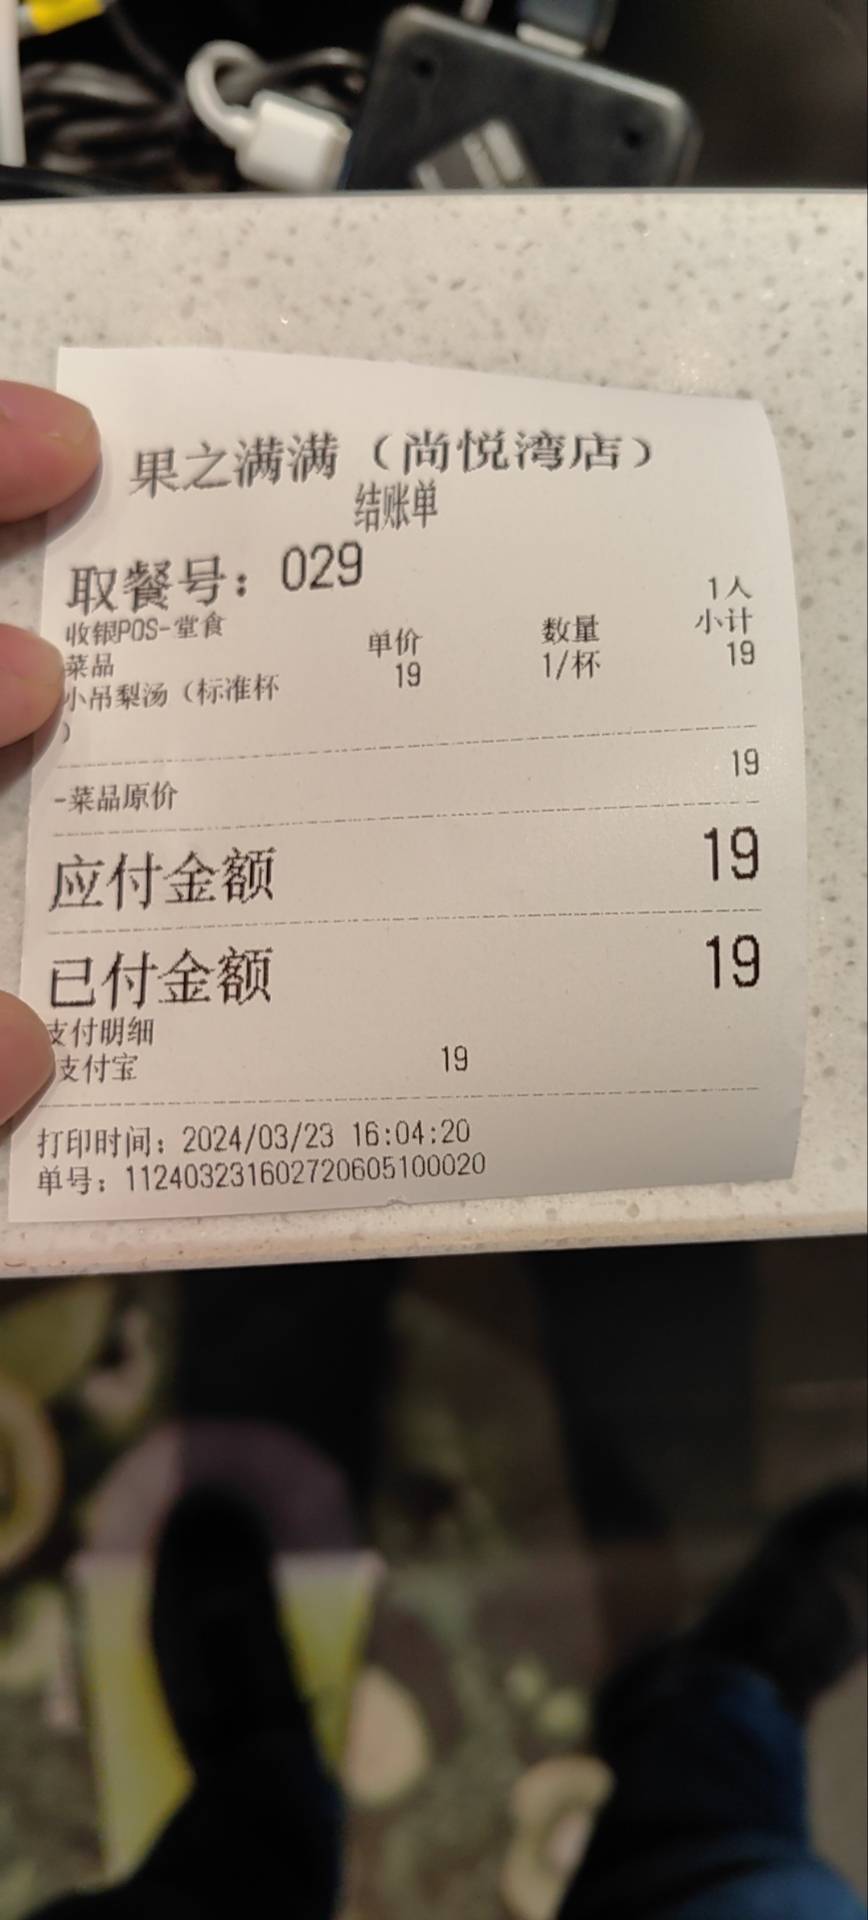 果之满满（尚悦湾店）
结账单
取餐号：029
1人
收银POS-堂食
菜品 单价 数量 小计
小吊梨汤（标准杯 19 1/杯 19
）
-菜品原价 19
应付金额 19
已付金额 19
支付明细
支付宝 19
打印时间：2024/03/23 16:04:20
单号：112403231602720605100020